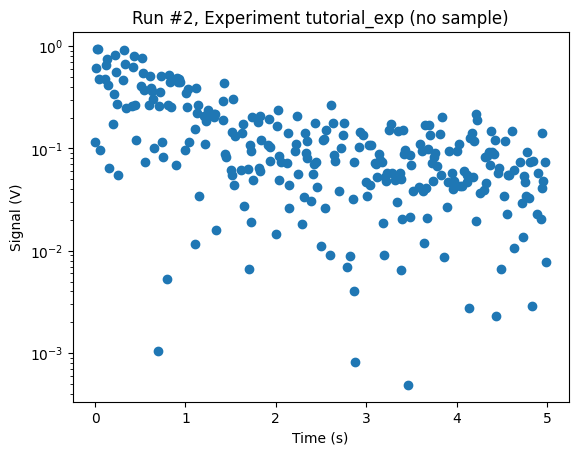 Run #2, Experiment tutorial_exp (no sample)
Signal (V)
10⁰
10⁻¹
10⁻²
10⁻³
0 1 2 3 4 5
Time (s)